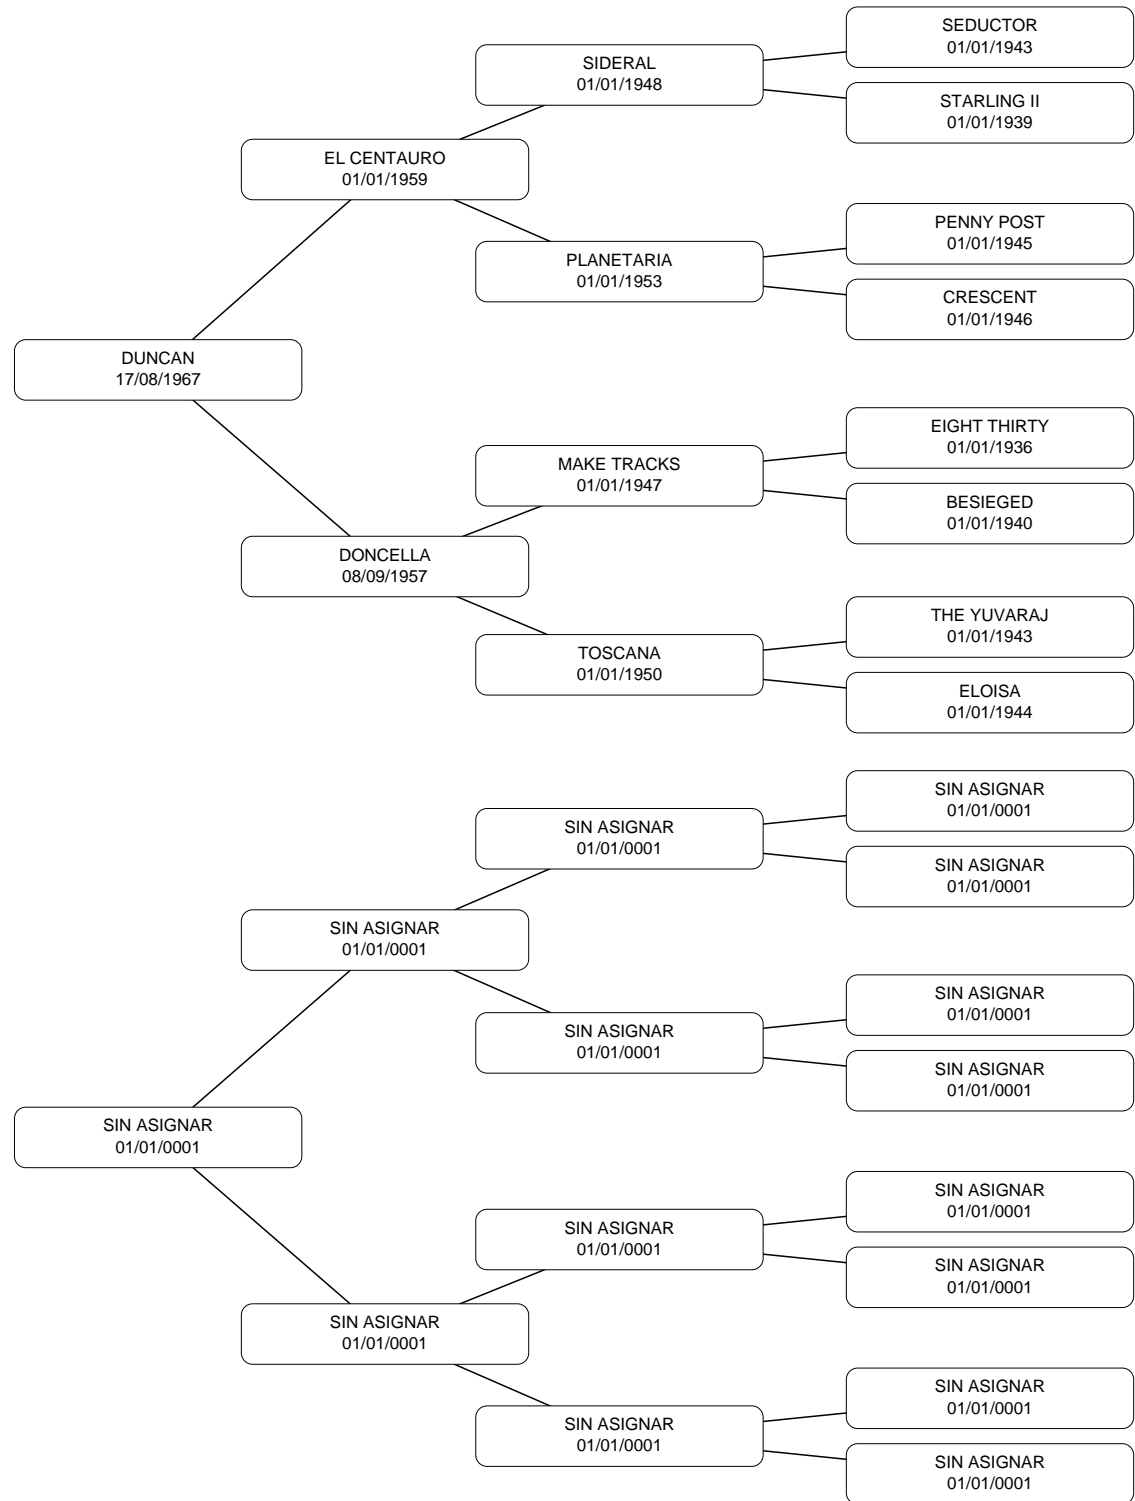 SEDUCTOR
01/01/1943
SIDERAL
01/01/1948
STARLING II
01/01/1939
EL CENTAURO
01/01/1959
PENNY POST
01/01/1945
PLANETARIA
01/01/1953
CRESCENT
01/01/1946
DUNCAN
17/08/1967
EIGHT THIRTY
01/01/1936
MAKE TRACKS
01/01/1947
BESIEGED
01/01/1940
DONCELLA
08/09/1957
THE YUVARAJ
01/01/1943
TOSCANA
01/01/1950
ELOISA
01/01/1944
SIN ASIGNAR
01/01/0001
SIN ASIGNAR
01/01/0001
SIN ASIGNAR
01/01/0001
SIN ASIGNAR
01/01/0001
SIN ASIGNAR
01/01/0001
SIN ASIGNAR
01/01/0001
SIN ASIGNAR
01/01/0001
SIN ASIGNAR
01/01/0001
SIN ASIGNAR
01/01/0001
SIN ASIGNAR
01/01/0001
SIN ASIGNAR
01/01/0001
SIN ASIGNAR
01/01/0001
SIN ASIGNAR
01/01/0001
SIN ASIGNAR
01/01/0001
SIN ASIGNAR
01/01/0001